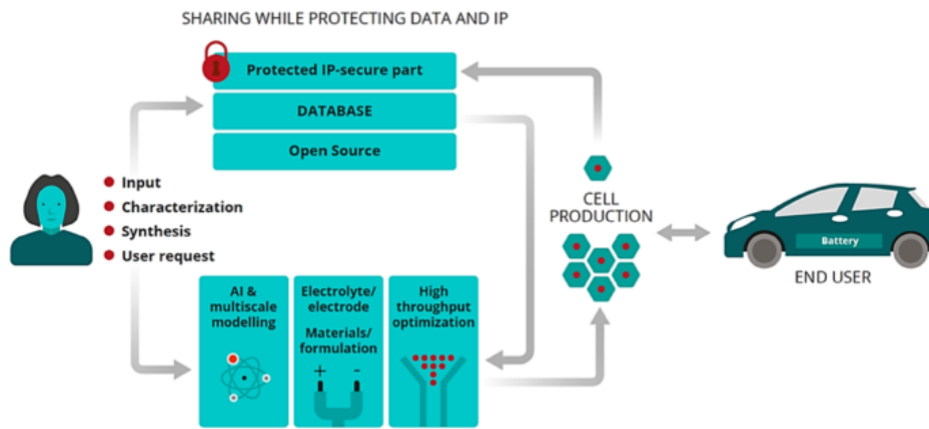 SHARING WHILE PROTECTING DATA AND IP
Protected IP-secure part
DATABASE
Open Source
Input
Characterization
Synthesis
User request
CELL
PRODUCTION
Battery
END USER
AI &
multiscale
modelling
Electrolyte/
electrode
Materials/
formulation
+ -
High
throughput
optimization